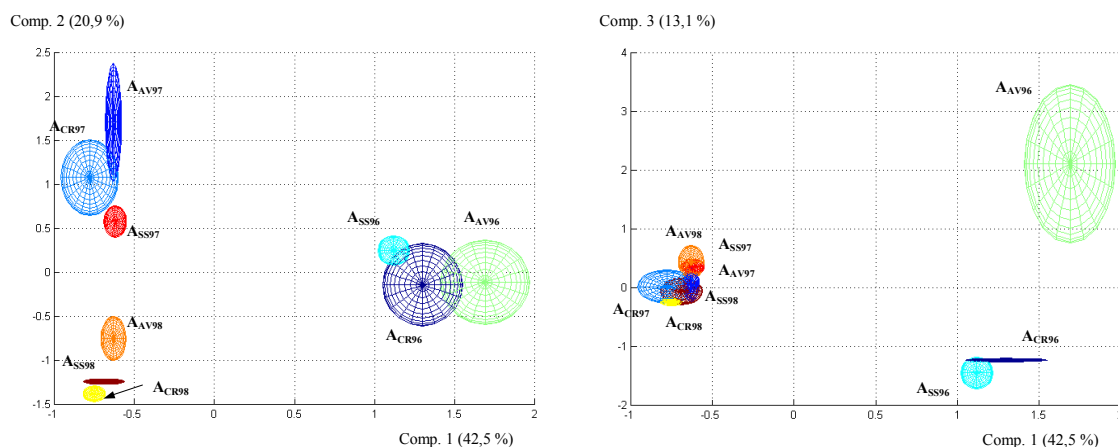 Comp. 2 (20,9 %)
2.5
2
1.5
1
0.5
0
-0.5
-1
-1.5
-1
-0.5
0
0.5
1
1.5
2
A_AV97
A_CR97
A_SS97
A_SS96
A_AV96
A_CR96
A_AV98
A_SS98
A_CR98
Comp. 1 (42,5 %)
Comp. 3 (13,1 %)
4
3
2
1
0
-1
-2
-1
-0.5
0
0.5
1
1.5
A_AV96
A_AV98
A_SS97
A_AV97
A_SS98
A_CR97
A_CR98
A_CR96
A_SS96
Comp. 1 (42,5 %)